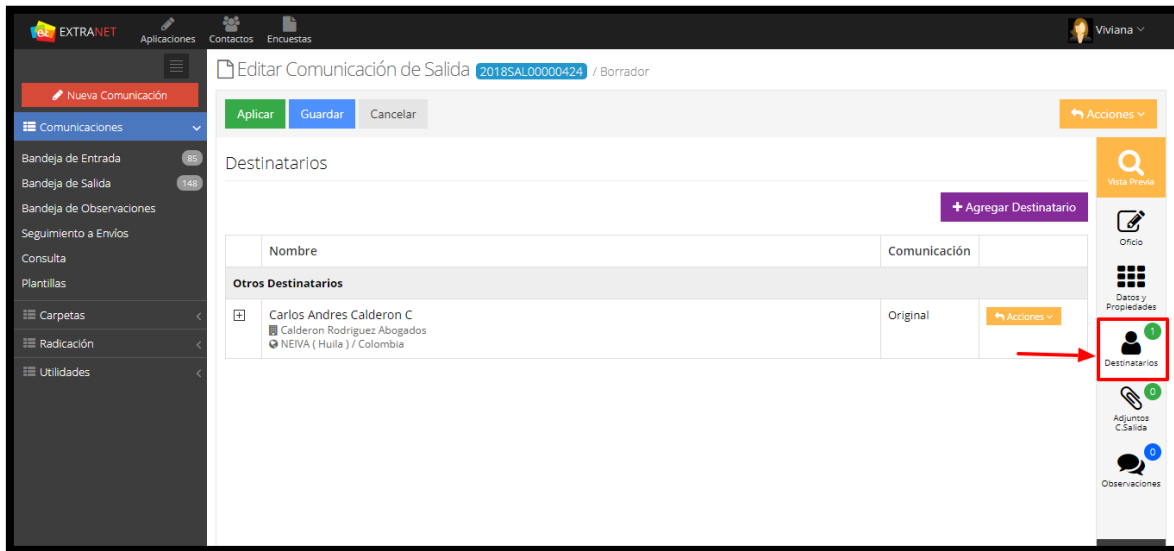 ex EXTRANET
Aplicaciones
Contactos
Encuestas
Viviana
Nueva Comunicación
Comunicaciones
Bandeja de Entrada 85
Bandeja de Salida 148
Bandeja de Observaciones
Seguimiento a Envíos
Consulta
Plantillas
Carpetas
Radicación
Utilidades
Editar Comunicación de Salida 2018SAL00000424 / Borrador
Aplicar Guardar Cancelar
Acciones
Destinatarios
+ Agregar Destinatario
Nombre Comunicación
Otros Destinatarios
Carlos Andres Calderon C Original Acciones
Calderon Rodriguez Abogados
NEIVA ( Huila ) / Colombia
Vista Previa
Oficio
Datos y
Propiedades
1
Destinatarios
0
Adjuntos
C.Salida
0
Observaciones